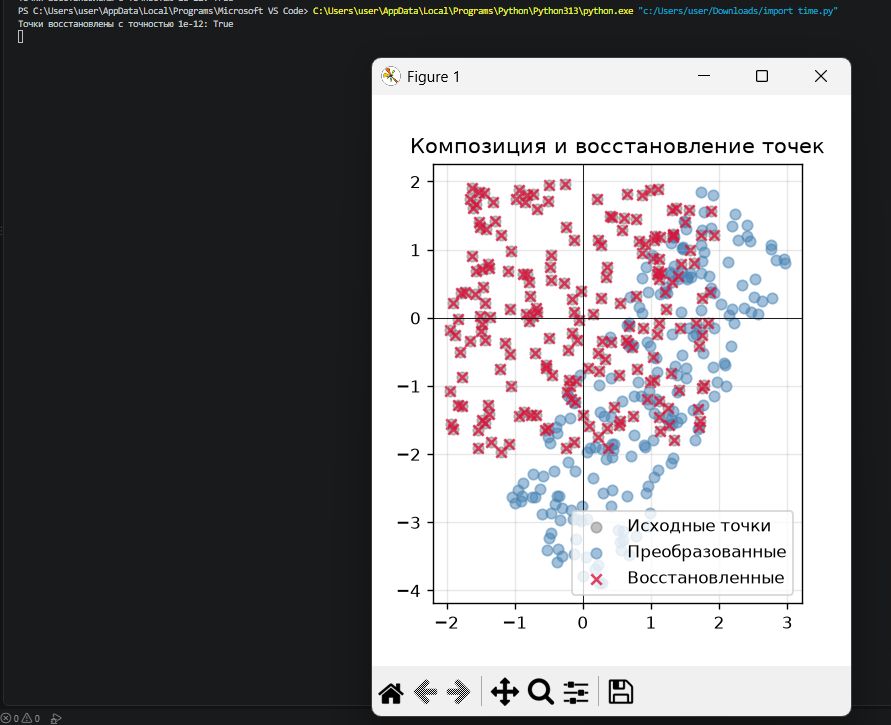 PS C:\Users\user\AppData\Local\Programs\Microsoft VS Code> C:\Users\user\AppData\Local\Programs\Python\Python313\python.exe "c:/Users/user/Downloads/import time.py"
Точки восстановлены с точностью 1e-12: True
Figure 1
Композиция и восстановление точек
2
1
0
−1
−2
−3
−4
Исходные точки
Преобразованные
Восстановленные
−2 −1 0 1 2 3
0 0